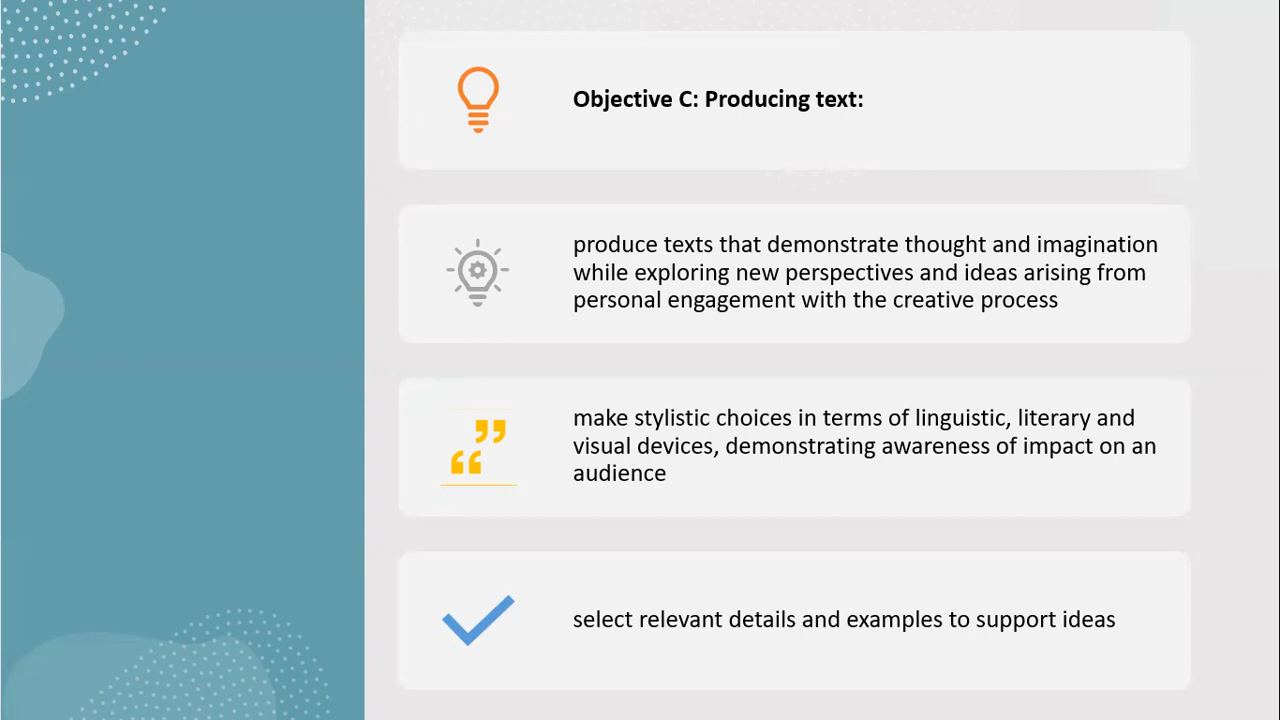 Objective C: Producing text:
produce texts that demonstrate thought and imagination
while exploring new perspectives and ideas arising from
personal engagement with the creative process
make stylistic choices in terms of linguistic, literary and
visual devices, demonstrating awareness of impact on an
audience
select relevant details and examples to support ideas